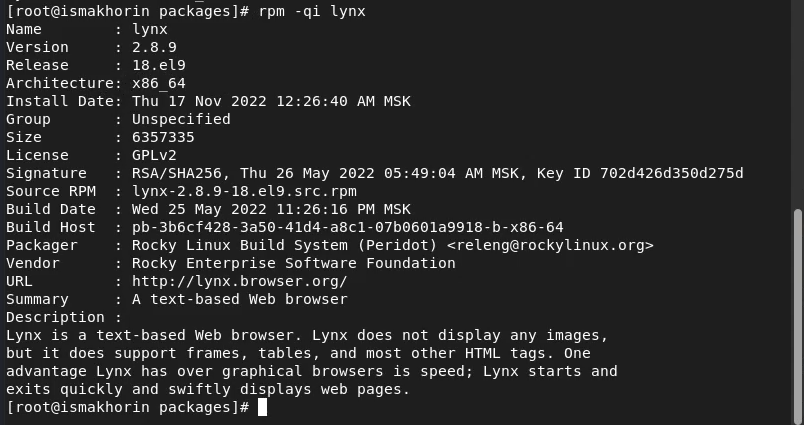 [root@ismakhorin packages]# rpm -qi lynx
Name        : lynx
Version     : 2.8.9
Release     : 18.el9
Architecture: x86_64
Install Date: Thu 17 Nov 2022 12:26:40 AM MSK
Group       : Unspecified
Size        : 6357335
License     : GPLv2
Signature   : RSA/SHA256, Thu 26 May 2022 05:49:04 AM MSK, Key ID 702d426d350d275d
Source RPM  : lynx-2.8.9-18.el9.src.rpm
Build Date  : Wed 25 May 2022 11:26:16 PM MSK
Build Host  : pb-3b6cf428-3a50-41d4-a8c1-07b0601a9918-b-x86-64
Packager    : Rocky Linux Build System (Peridot) <releng@rockylinux.org>
Vendor      : Rocky Enterprise Software Foundation
URL         : http://lynx.browser.org/
Summary     : A text-based Web browser
Description :
Lynx is a text-based Web browser. Lynx does not display any images,
but it does support frames, tables, and most other HTML tags. One
advantage Lynx has over graphical browsers is speed; Lynx starts and
exits quickly and swiftly displays web pages.
[root@ismakhorin packages]#